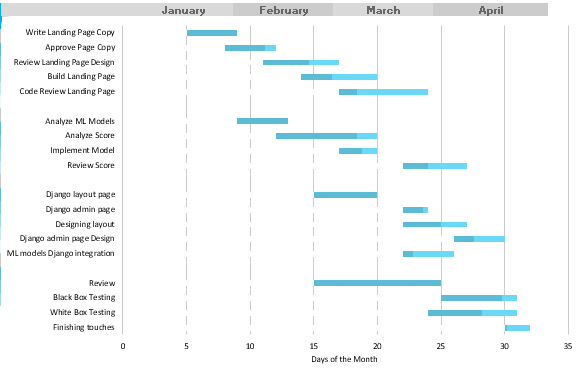 January February March April
Write Landing Page Copy
Approve Page Copy
Review Landing Page Design
Build Landing Page
Code Review Landing Page
Analyze ML Models
Analyze Score
Implement Model
Review Score
Django layout page
Django admin page
Designing layout
Django admin page Design
ML models Django integration
Review
Black Box Testing
White Box Testing
Finishing touches
0 5 10 15 20 25 30 35
Days of the Month